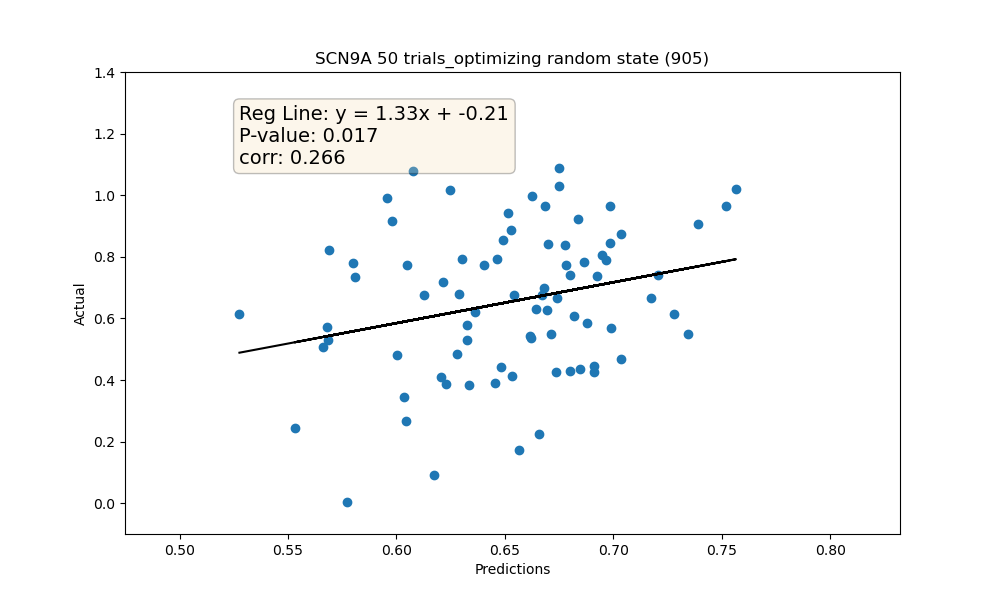 SCN9A 50 trials_optimizing random state (905)
1.4
1.2
1.0
0.8
0.6
0.4
0.2
0.0
Actual
Reg Line: y = 1.33x + -0.21
P-value: 0.017
corr: 0.266
0.50 0.55 0.60 0.65 0.70 0.75 0.80
Predictions